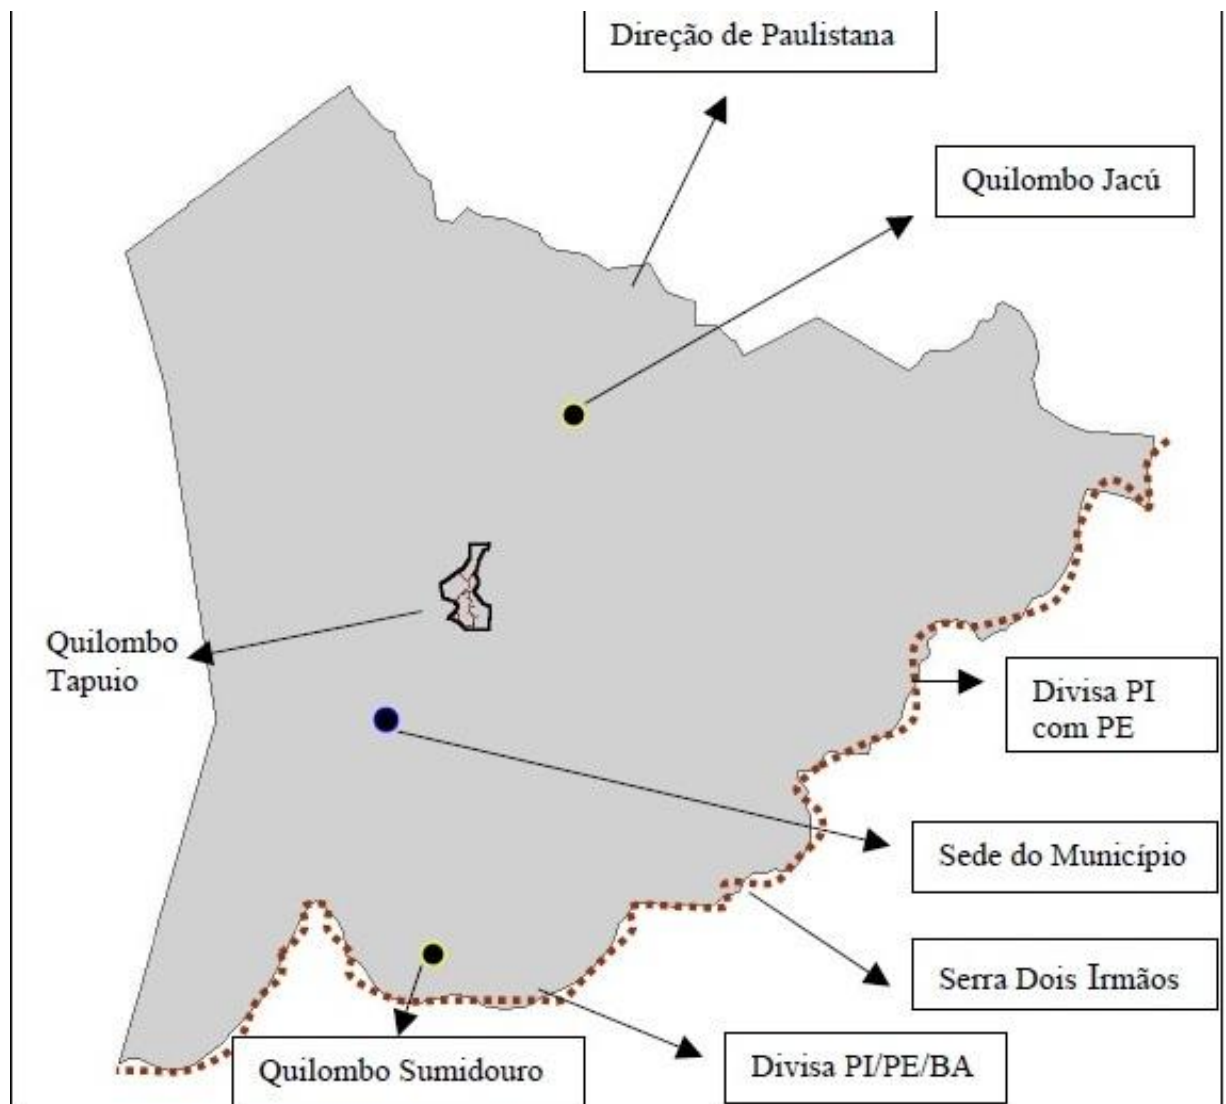 Direção de Paulistana
Quilombo Jacú
Quilombo
Tapuio
Divisa PI
com PE
Sede do Município
Serra Dois Írmãos
Divisa PI/PE/BA
Quilombo Sumidouro